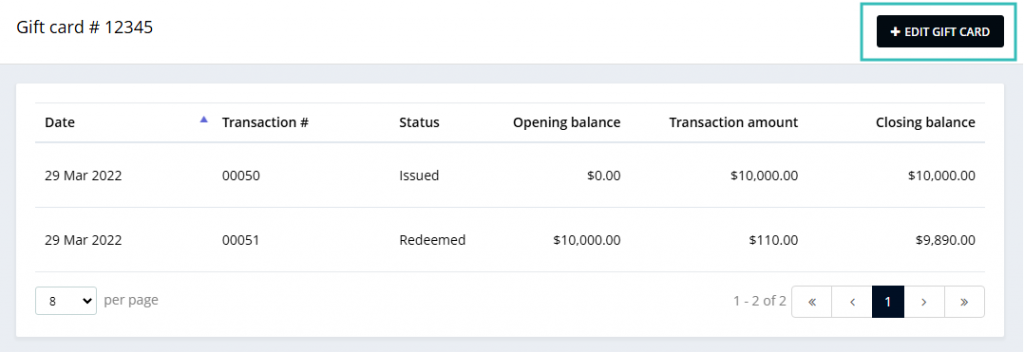 Gift card # 12345
+ EDIT GIFT CARD
Date Transaction # Status Opening balance Transaction amount Closing balance
29 Mar 2022 00050 Issued $0.00 $10,000.00 $10,000.00
29 Mar 2022 00051 Redeemed $10,000.00 $110.00 $9,890.00
8 per page 1 - 2 of 2 « ‹ 1 › »